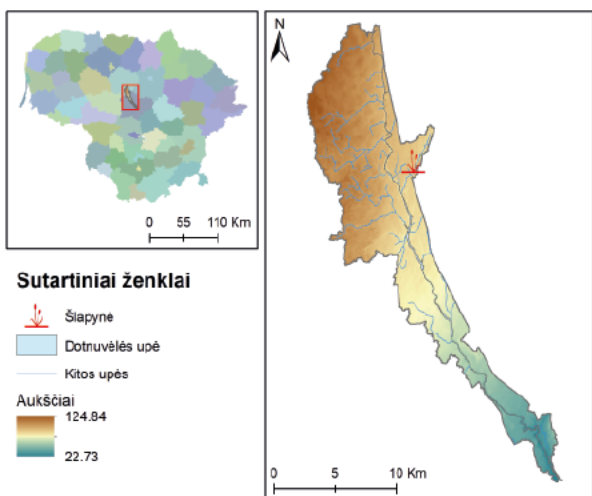 0 55 110 Km
Sutartiniai ženklai
Šlapynė
Dotnuvėlės upė
Kitos upės
Aukščiai
124.84
22.73
N
0 5 10 Km